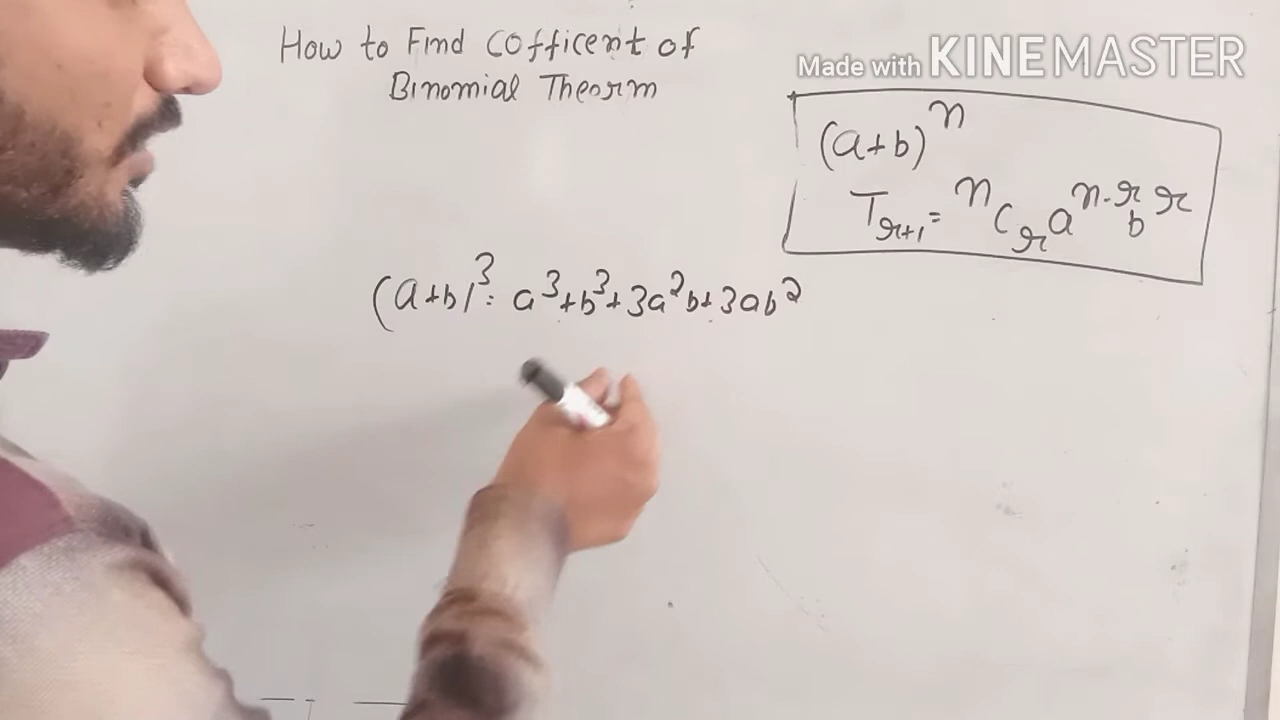 How to Find Cofficent of
Binomial Theorm
Made with KINEMASTER
(a+b)^n
T_{r+1} = ^nC_r a^{n-r} b^r
(a+b)^3 = a^3+b^3+3a^2b+3ab^2